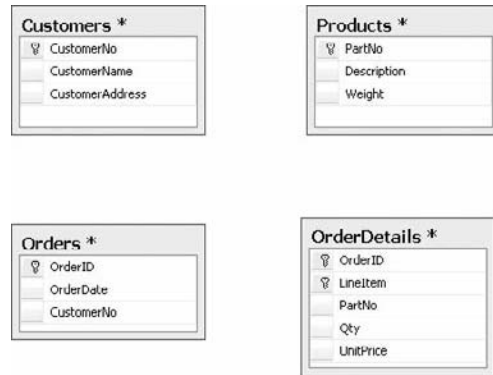 Customers *
CustomerNo
CustomerName
CustomerAddress
Products *
PartNo
Description
Weight
Orders *
OrderID
OrderDate
CustomerNo
OrderDetails *
OrderID
LineItem
PartNo
Qty
UnitPrice